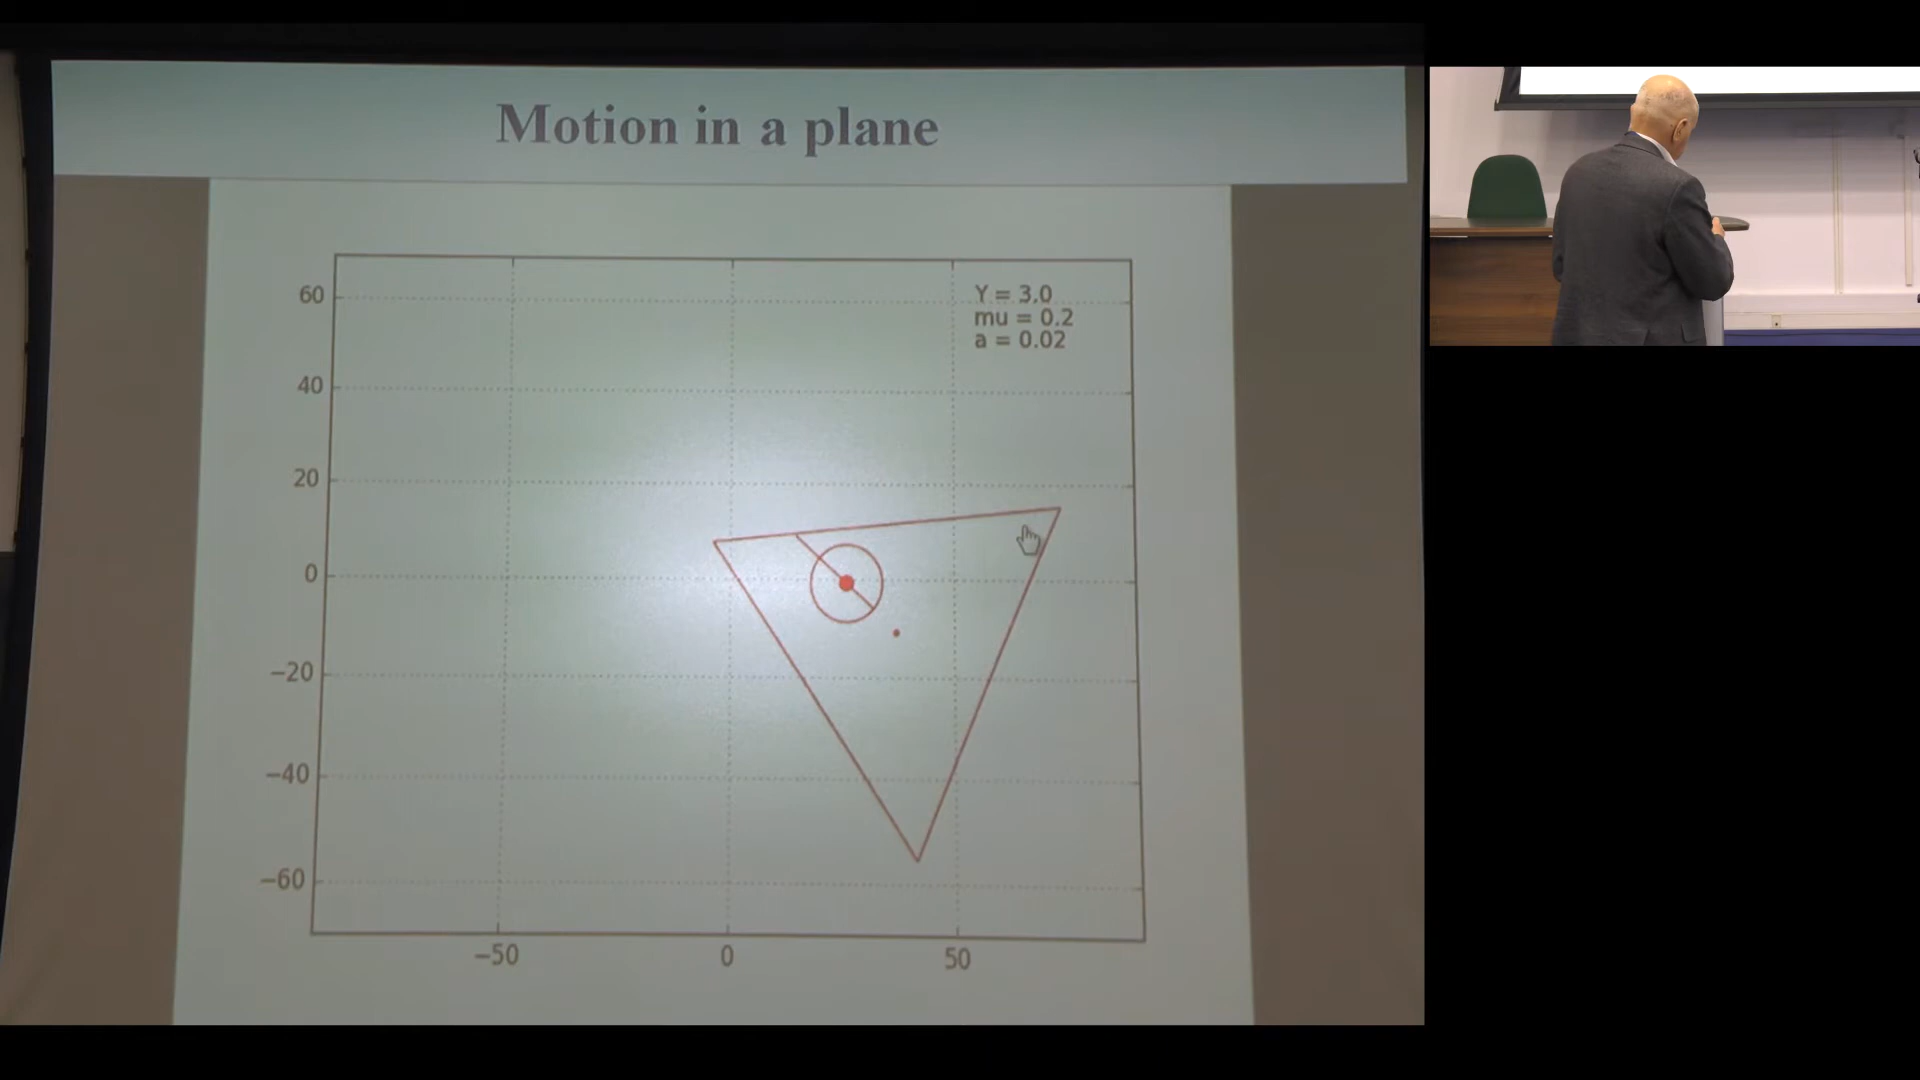 Motion in a plane
Y = 3.0
mu = 0.2
a = 0.02
60
40
20
0
−20
−40
−60
−50 0 50